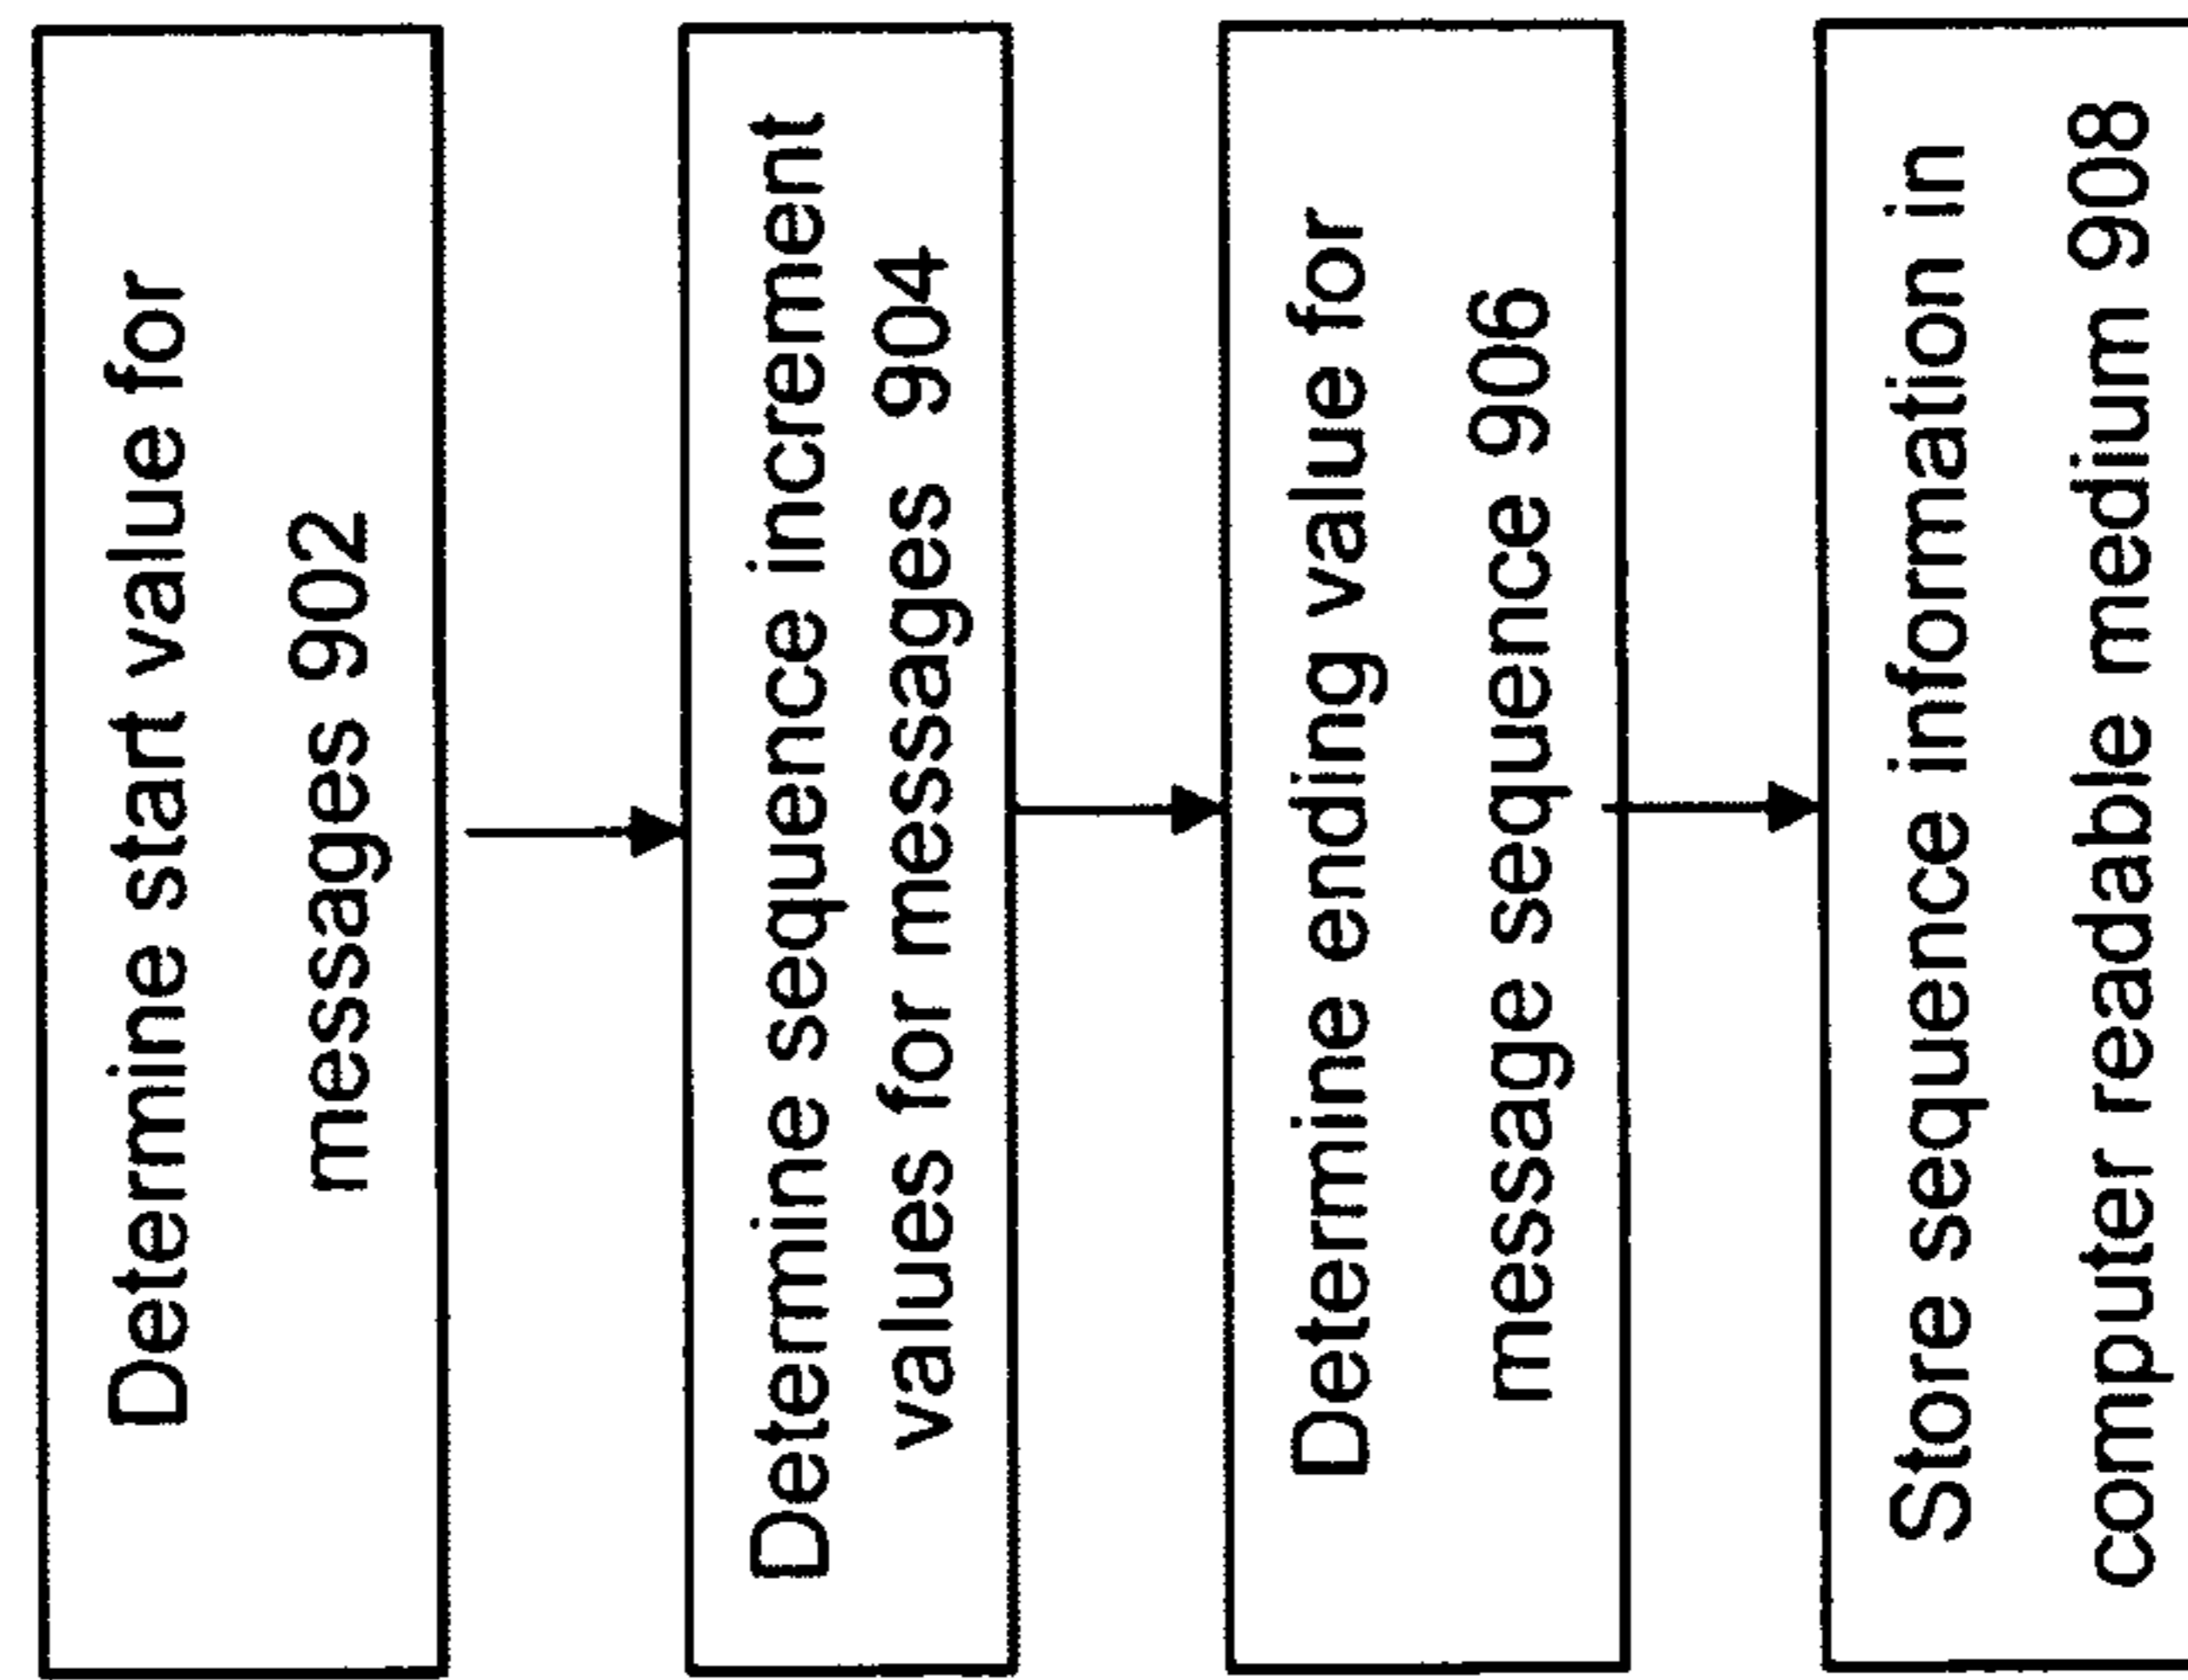 Determine start value for
messages 902
Determine sequence increment
values for messages 904
Determine ending value for
message sequence 906
Store sequence information in
computer readable medium 908